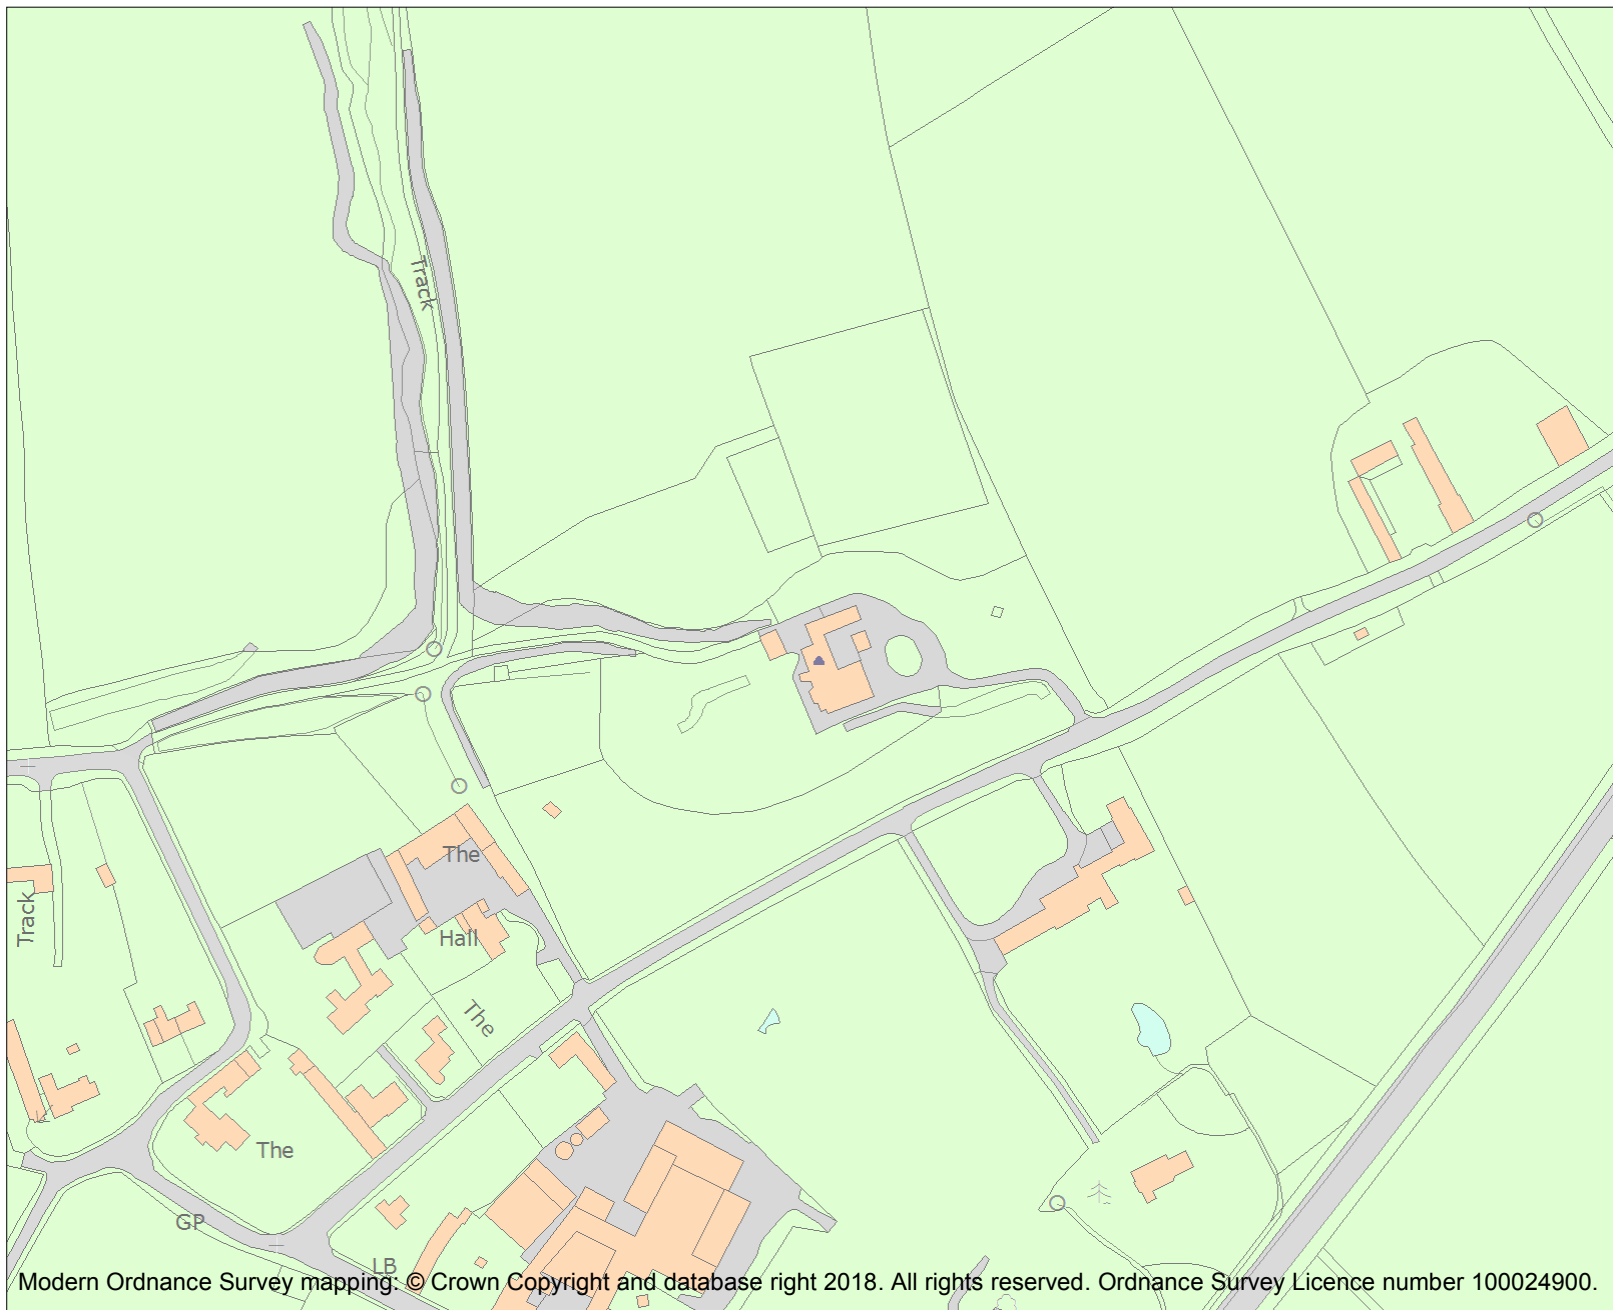 Track
The
Track
Hall
The
The
GP
LB
Modern Ordnance Survey mapping: © Crown Copyright and database right 2018. All rights reserved. Ordnance Survey Licence number 100024900.